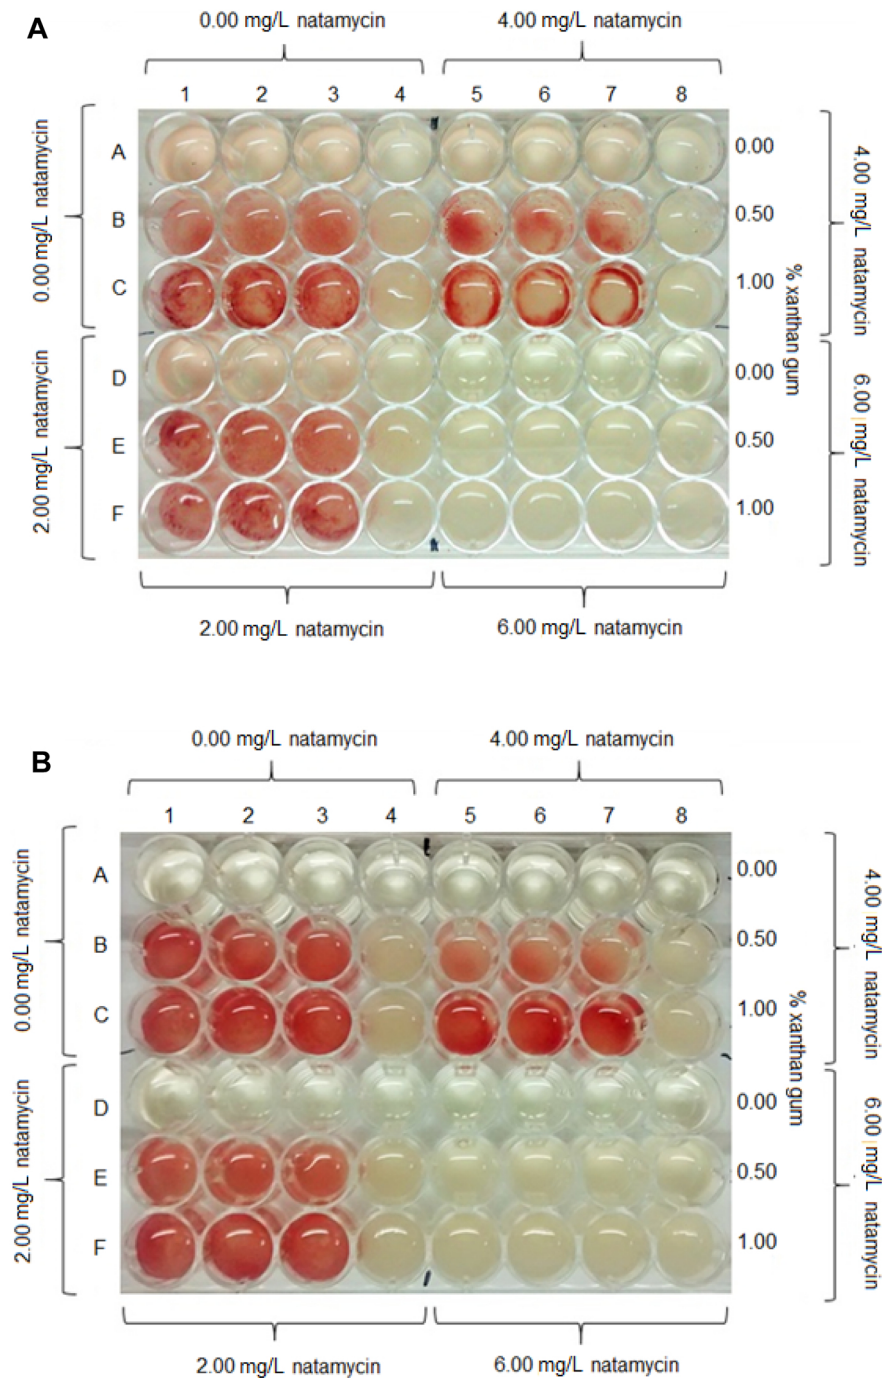 A
0.00 mg/L natamycin
4.00 mg/L natamycin
1 2 3 4 5 6 7 8
A
B
C
D
E
F
0.00 mg/L natamycin
2.00 mg/L natamycin
0.00
0.50
1.00
0.00
0.50
1.00
% xanthan gum
4.00 mg/L natamycin
6.00 mg/L natamycin
2.00 mg/L natamycin
6.00 mg/L natamycin
B
0.00 mg/L natamycin
4.00 mg/L natamycin
1 2 3 4 5 6 7 8
A
B
C
D
E
F
0.00 mg/L natamycin
2.00 mg/L natamycin
0.00
0.50
1.00
0.00
0.50
1.00
% xanthan gum
4.00 mg/L natamycin
6.00 mg/L natamycin
2.00 mg/L natamycin
6.00 mg/L natamycin